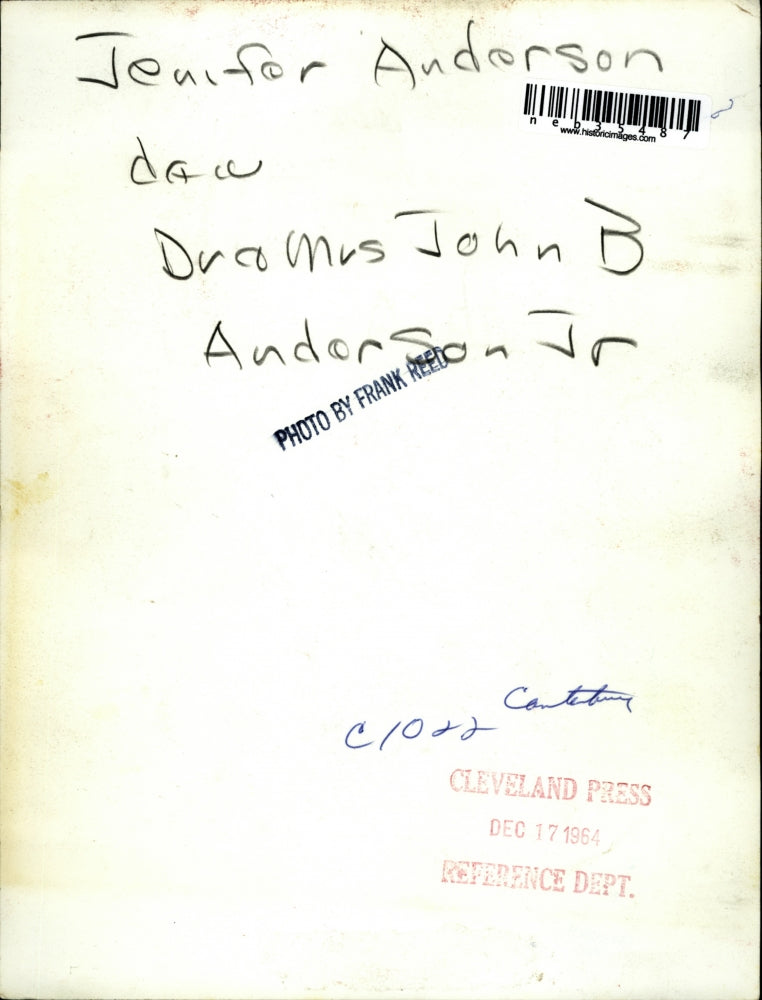 Jenifer Anderson
neb35487
www.historicimages.com
dau
Dr & Mrs John B
Anderson Jr
PHOTO BY FRANK REED
Canterbury
C1022
CLEVELAND PRESS
DEC 17 1964
REFERENCE DEPT.